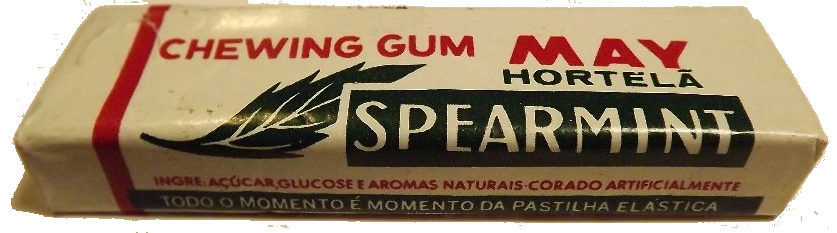 CHEWING GUM MAY
HORTELÃ
SPEARMINT
INGRE: AÇÚCAR, GLUCOSE E AROMAS NATURAIS-CORADO ARTIFICIALMENTE
TODO O MOMENTO É MOMENTO DA PASTILHA ELÁSTICA